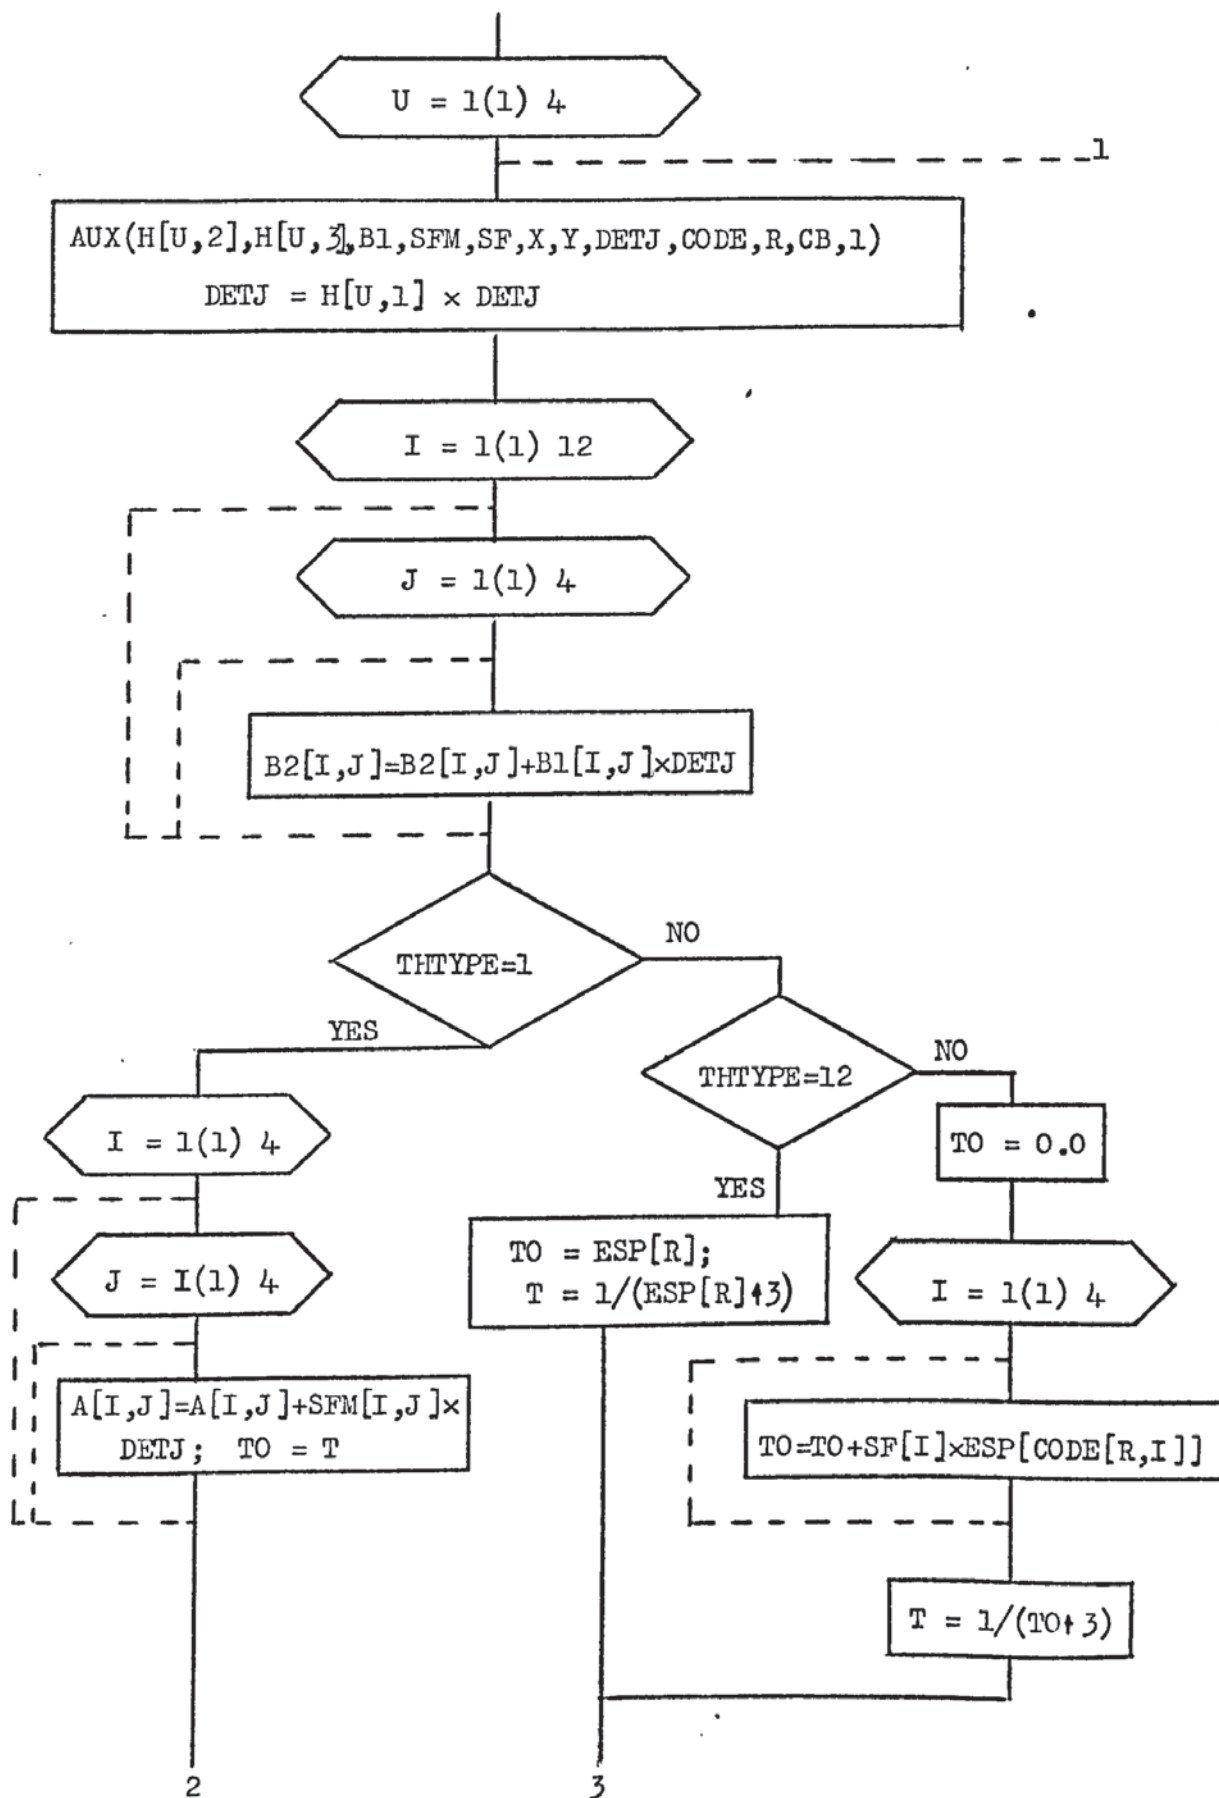 U = 1(1) 4
1
AUX(H[U,2],H[U,3],B1,SFM,SF,X,Y,DETJ,CODE,R,CB,1)
DETJ = H[U,1] × DETJ
I = 1(1) 12
J = 1(1) 4
B2[I,J]=B2[I,J]+B1[I,J]×DETJ
THTYPE=1
NO
YES
THTYPE=12
NO
YES
I = 1(1) 4
TO = 0.0
J = I(1) 4
TO = ESP[R];
T = 1/(ESP[R]↑3)
I = 1(1) 4
A[I,J]=A[I,J]+SFM[I,J]×
DETJ; TO = T
TO=TO+SF[I]×ESP[CODE[R,I]]
T = 1/(TO↑3)
2
3